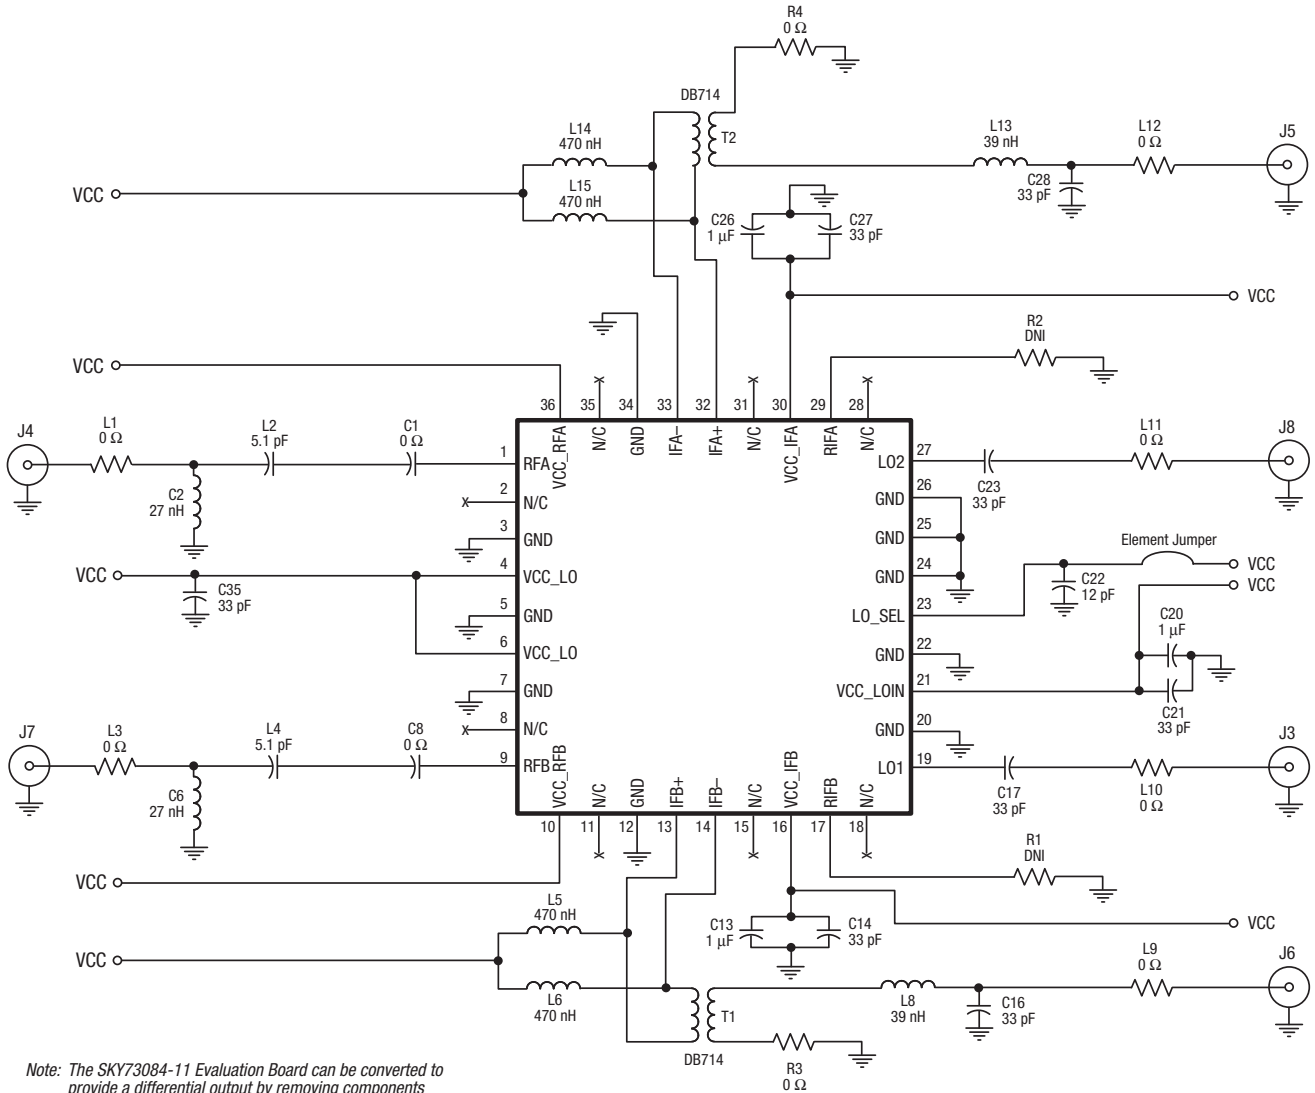 R4
0 Ω
DB714
T2
L14
470 nH
L15
470 nH
VCC
L13
39 nH
L12
0 Ω
J5
C28
33 pF
C26
1 µF
C27
33 pF
VCC
R2
DNI
VCC
36 35 34 33 32 31 30 29 28
x x x
VCC_RFA
N/C
GND
IFA–
IFA+
N/C
VCC_IFA
RIFA
N/C
J4
L1
0 Ω
L2
5.1 pF
C1
0 Ω
C2
27 nH
1 RFA
x 2 N/C
3 GND
VCC
4 VCC_LO
C35
33 pF
5 GND
6 VCC_LO
7 GND
x 8 N/C
9 RFB
J7
L3
0 Ω
L4
5.1 pF
C8
0 Ω
C6
27 nH
LO2 27
GND 26
GND 25
GND 24
LO_SEL 23
GND 22
VCC_LOIN 21
GND 20
LO1 19
C23
33 pF
L11
0 Ω
J8
Element Jumper
VCC
VCC
C22
12 pF
C20
1 µF
C21
33 pF
C17
33 pF
L10
0 Ω
J3
VCC_RFB
N/C
GND
IFB+
IFB–
N/C
VCC_IFB
RIFB
N/C
10 11 12 13 14 15 16 17 18
x x x
R1
DNI
VCC
L5
470 nH
VCC
L6
470 nH
C13
1 µF
C14
33 pF
VCC
T1
DB714
L8
39 nH
C16
33 pF
L9
0 Ω
J6
R3
0 Ω
Note: The SKY73084-11 Evaluation Board can be converted to
provide a differential output by removing components